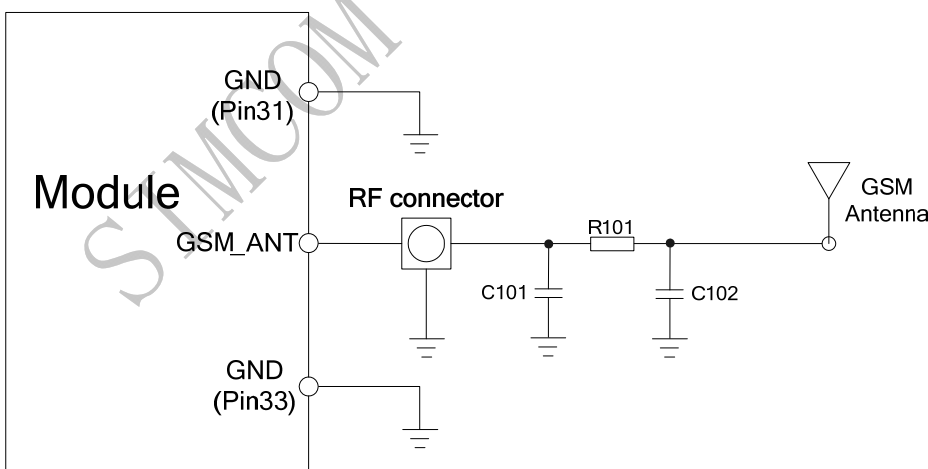 GND
(Pin31)
Module
RF connector
GSM_ANT
R101
GSM
Antenna
C101
C102
GND
(Pin33)
SIMCOM